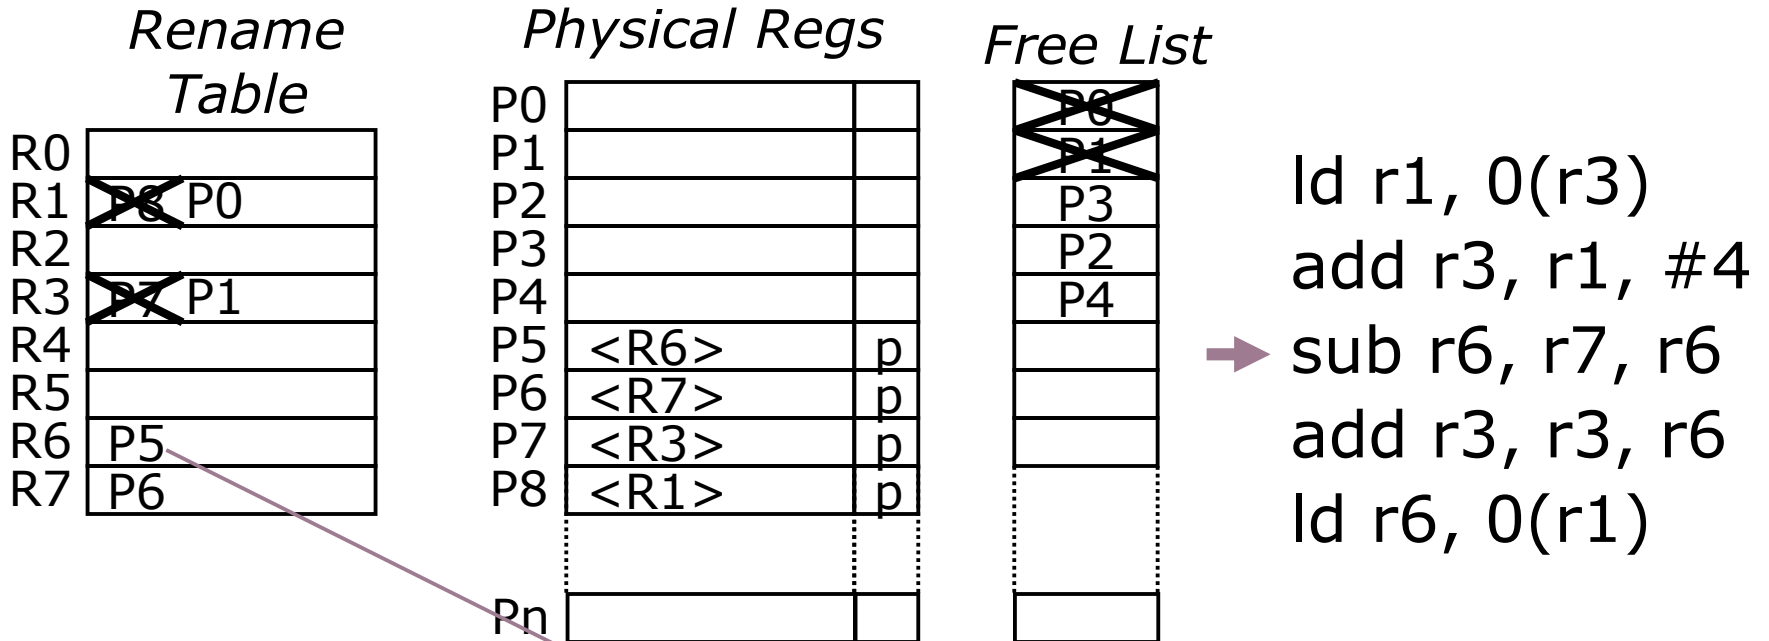 Rename
Table
R0
R1 P8 P0
R2
R3 P7 P1
R4
R5
R6 P5
R7 P6
Physical Regs
P0
P1
P2
P3
P4
P5 <R6> p
P6 <R7> p
P7 <R3> p
P8 <R1> p
Pn
Free List
P0
P1
P3
P2
P4
ld r1, 0(r3)
add r3, r1, #4
sub r6, r7, r6
add r3, r3, r6
ld r6, 0(r1)